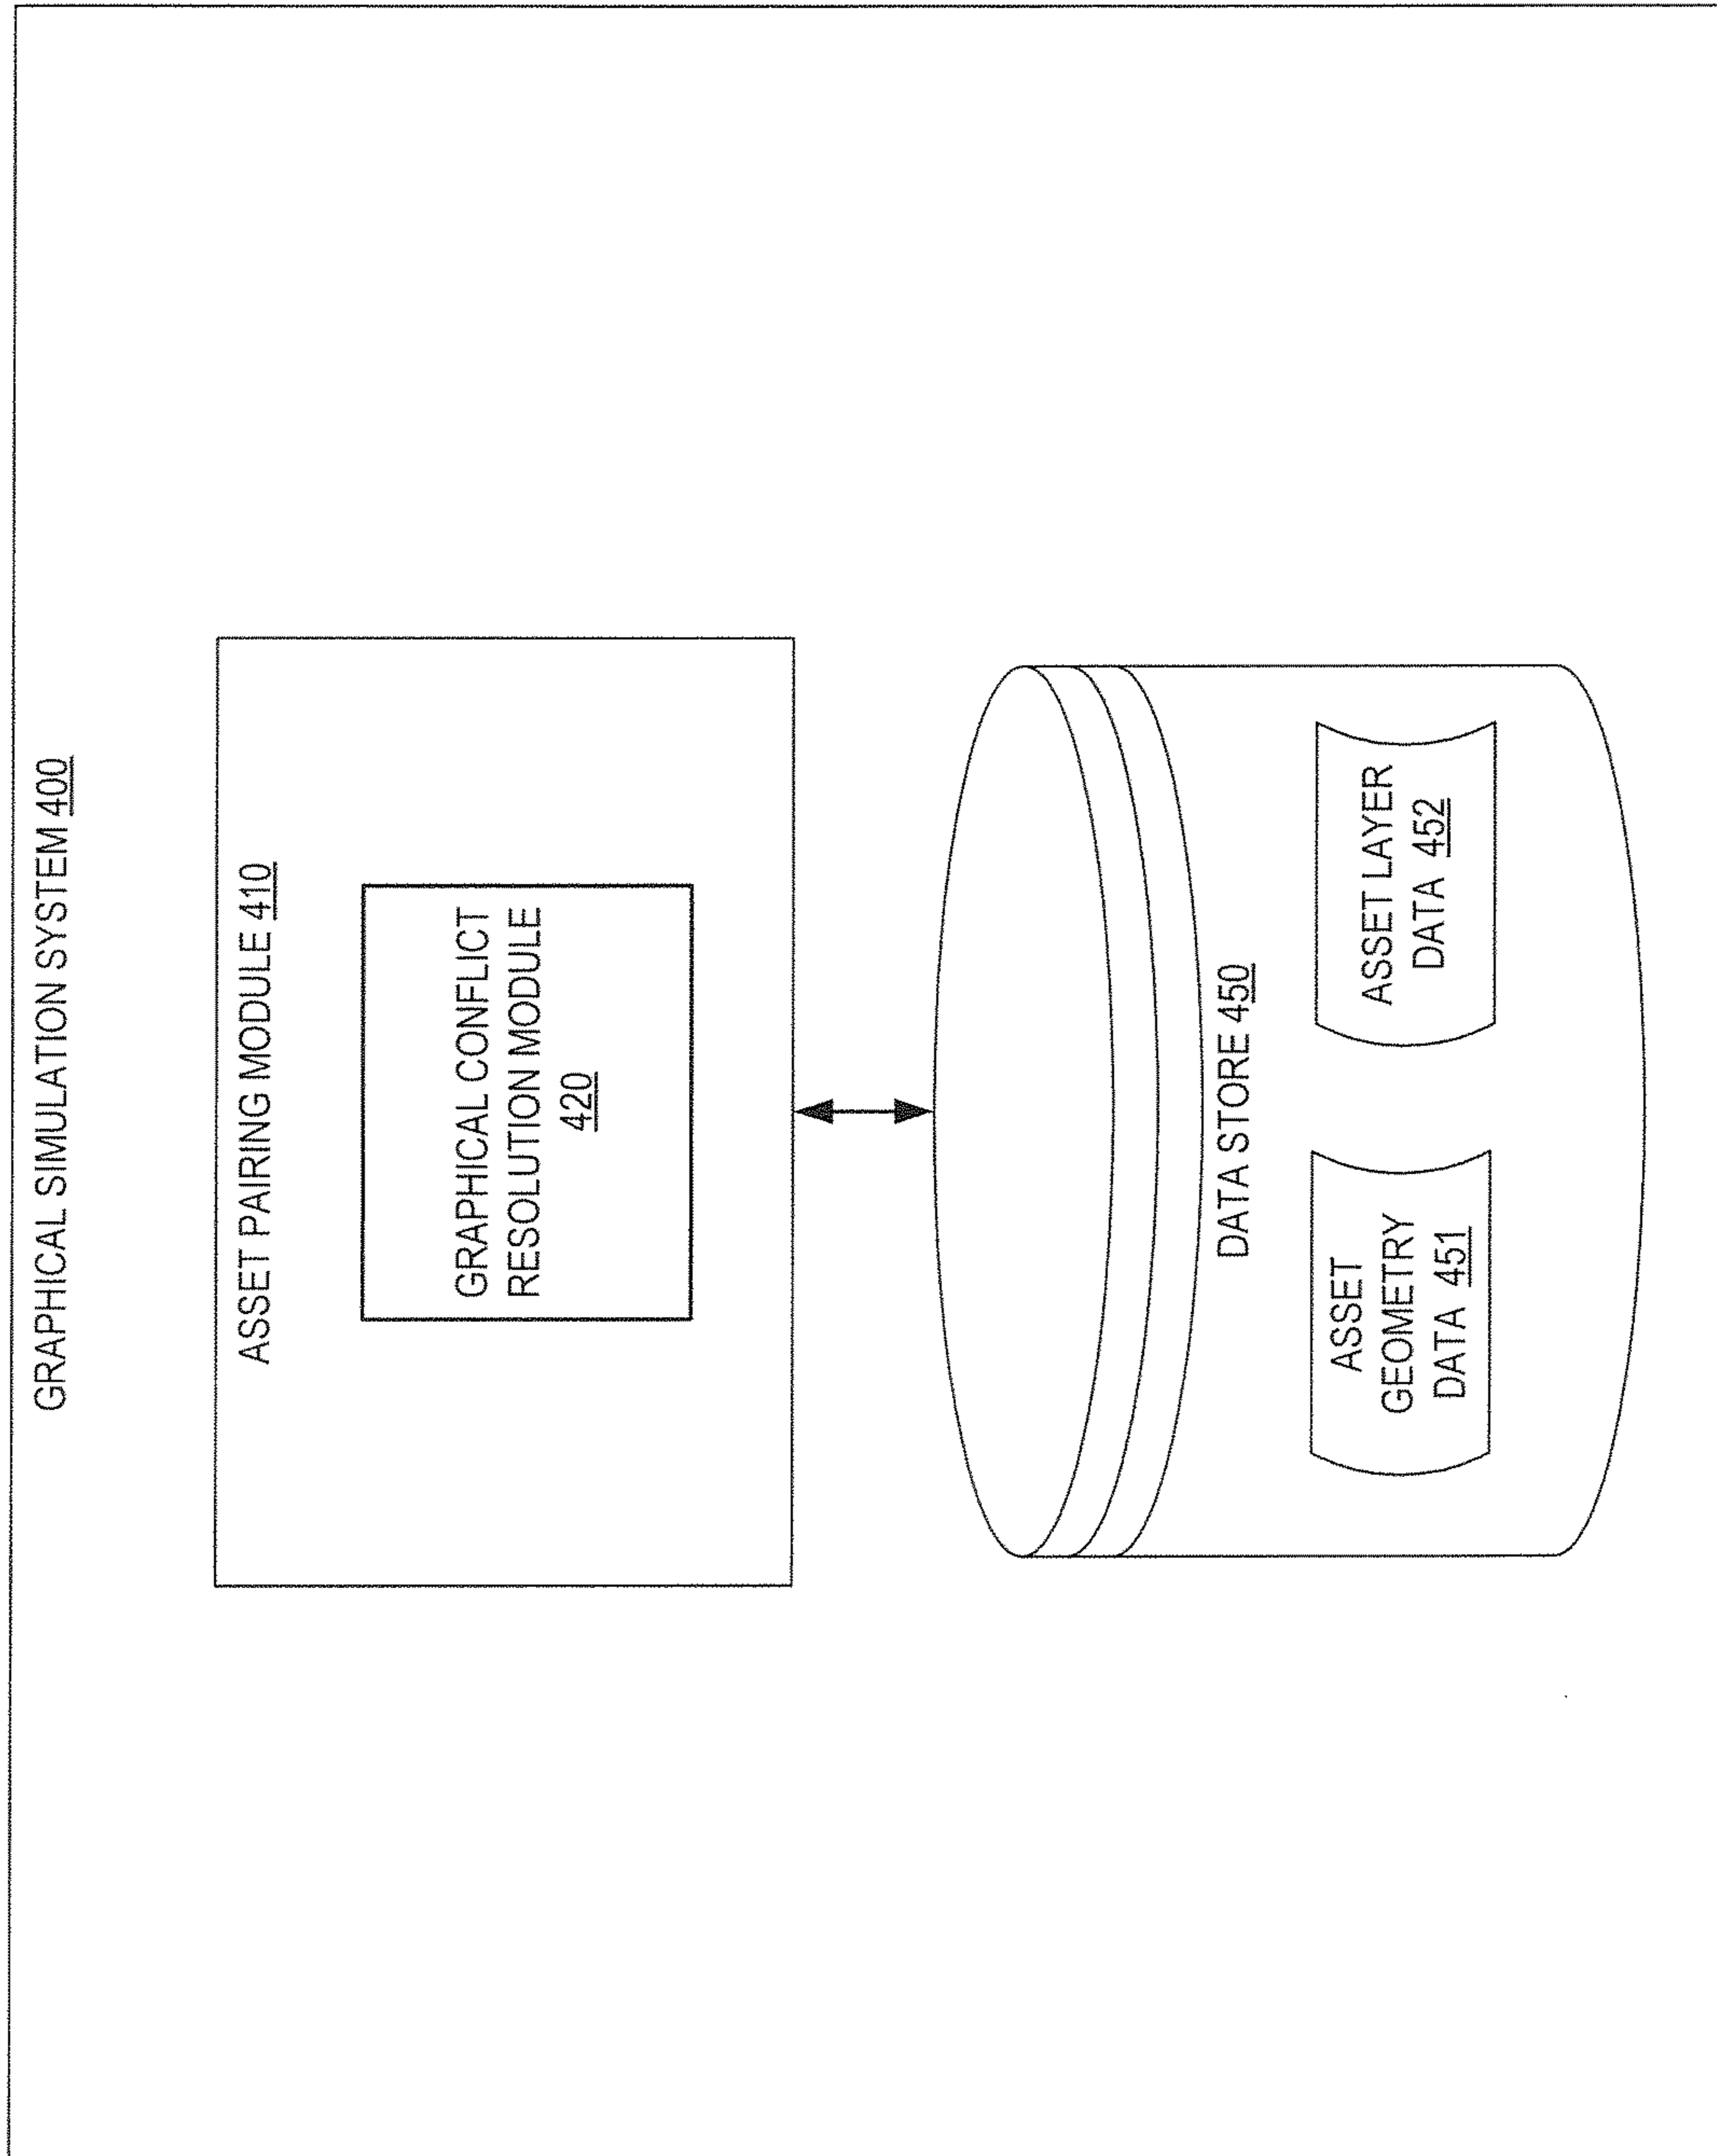 GRAPHICAL SIMULATION SYSTEM 400
ASSET PAIRING MODULE 410
GRAPHICAL CONFLICT
RESOLUTION MODULE
420
DATA STORE 450
ASSET
GEOMETRY
DATA 451
ASSET LAYER
DATA 452